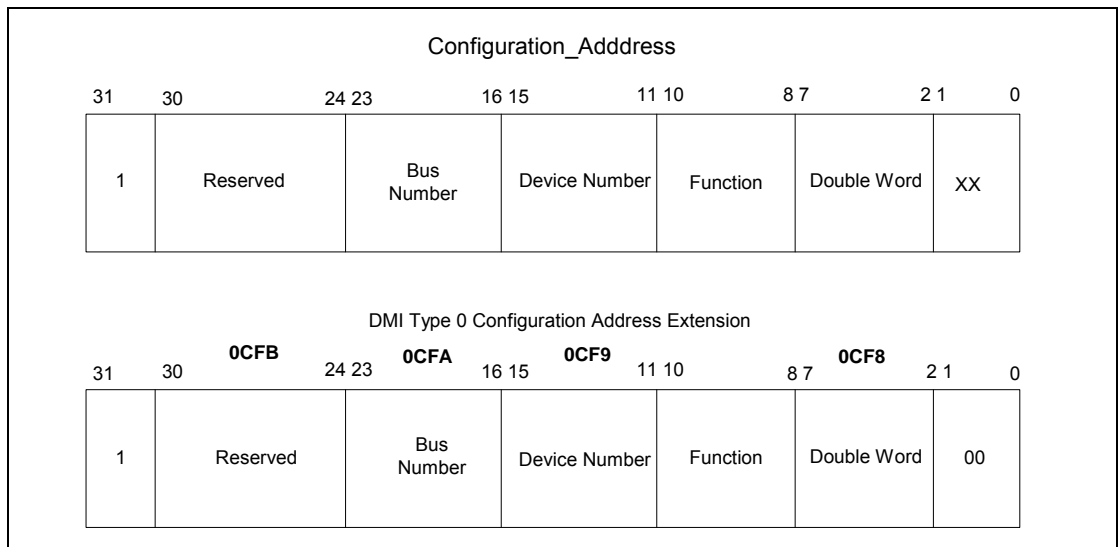 Configuration_Adddress
31 30 24 23 16 15 11 10 8 7 2 1 0
1 Reserved Bus Number Device Number Function Double Word XX
DMI Type 0 Configuration Address Extension
0CFB 0CFA 0CF9 0CF8
31 30 24 23 16 15 11 10 8 7 2 1 0
1 Reserved Bus Number Device Number Function Double Word 00